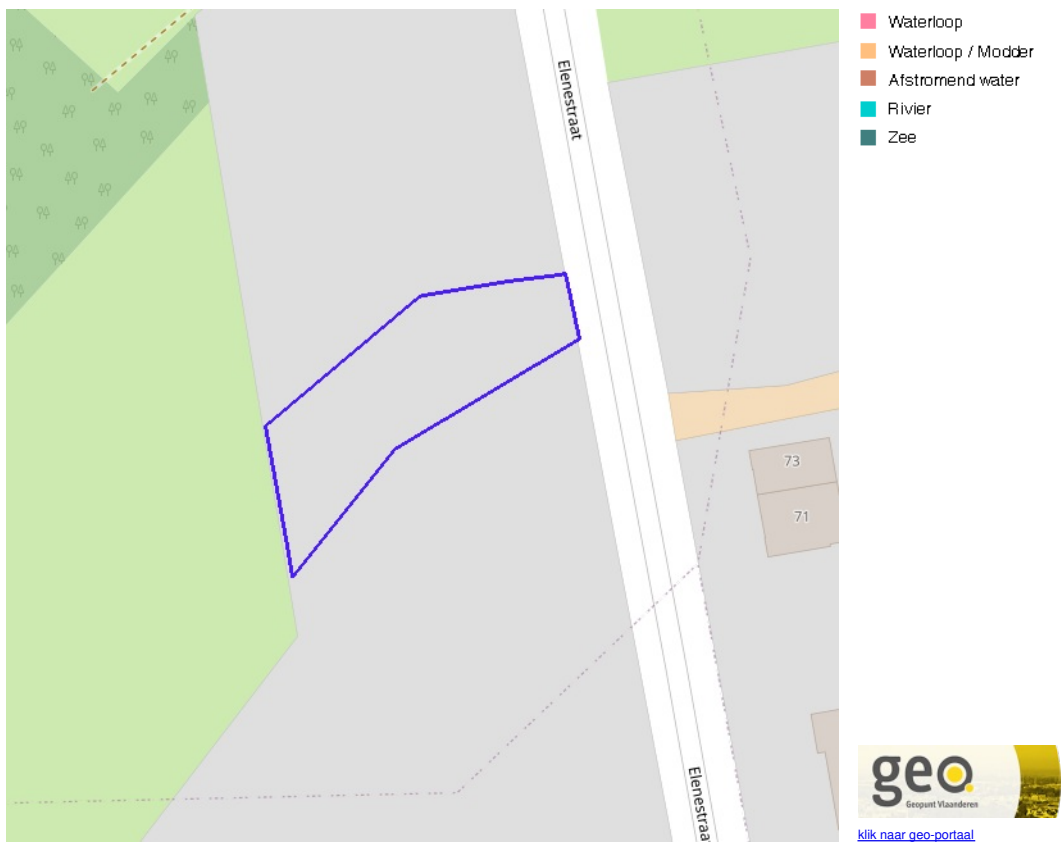 Elenestraat
73
71
Elenestraat
Waterloop
Waterloop / Modder
Afstromend water
Rivier
Zee
geo.
Geopunt Vlaanderen
klik naar geo-portaal